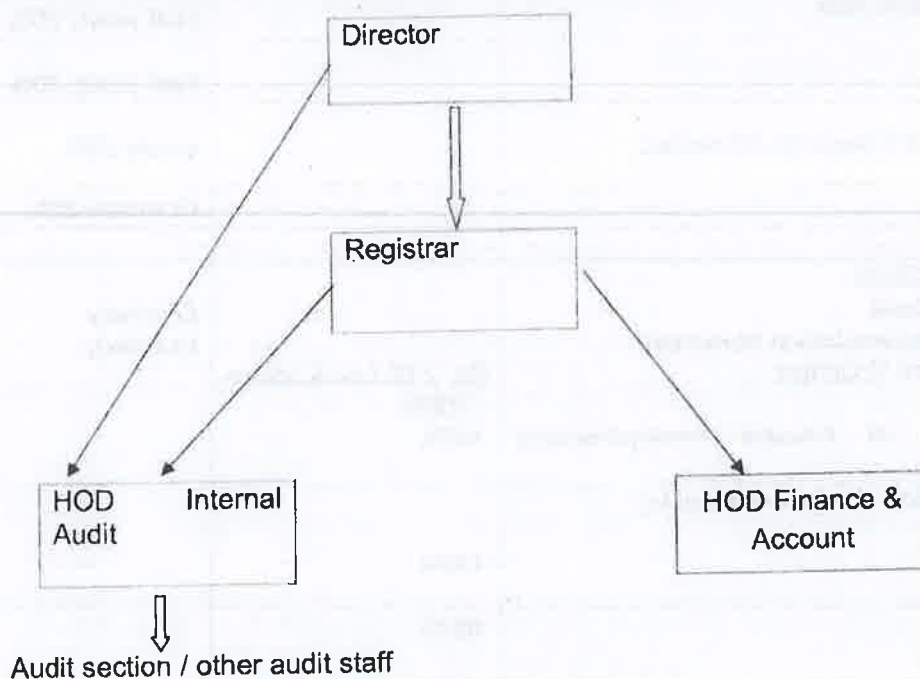 Director
Registrar
HOD Internal
Audit
HOD Finance &
Account
Audit section / other audit staff